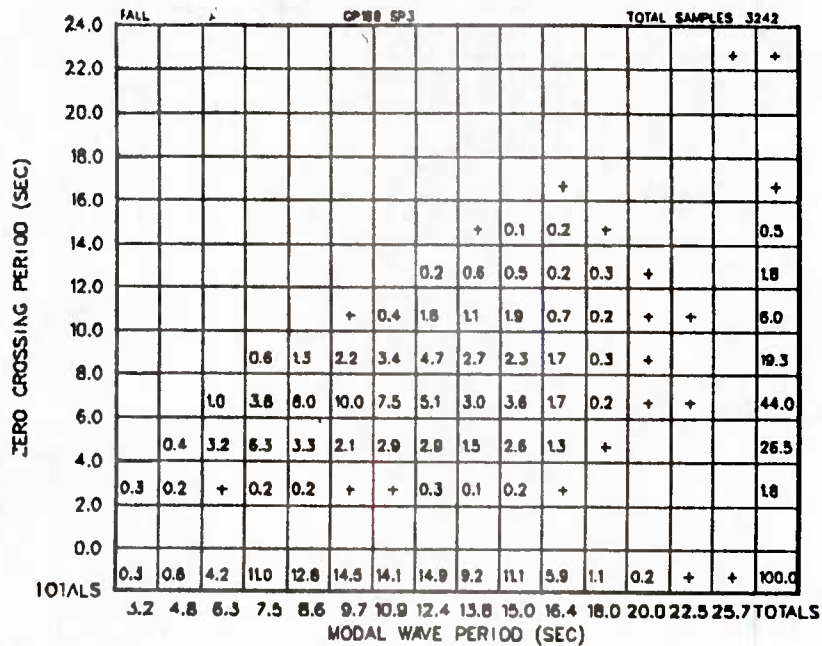 FALL GP180 SP3 TOTAL SAMPLES 3242
24.0
+ +
22.0
20.0
18.0
+ +
16.0
+ 0.1 0.2 + 0.5
14.0
0.2 0.6 0.5 0.2 0.3 + 1.8
12.0
+ 0.4 1.6 1.1 1.9 0.7 0.2 + + 6.0
10.0
0.6 1.3 2.2 3.4 4.7 2.7 2.3 1.7 0.3 + 19.3
8.0
1.0 3.8 8.0 10.0 7.5 5.1 3.0 3.6 1.7 0.2 + + 44.0
6.0
0.4 3.2 6.3 3.3 2.1 2.9 2.8 1.5 2.6 1.3 + 26.5
4.0
0.3 0.2 + 0.2 0.2 + + 0.3 0.1 0.2 + 1.8
2.0
0.0
TOTALS 0.3 0.6 4.2 11.0 12.8 14.5 14.1 14.9 9.2 11.1 5.9 1.1 0.2 + + 100.0
3.2 4.8 6.3 7.5 8.6 9.7 10.9 12.4 13.8 15.0 16.4 18.0 20.0 22.5 25.7 TOTALS
MODAL WAVE PERIOD (SEC)
ZERO CROSSING PERIOD (SEC)